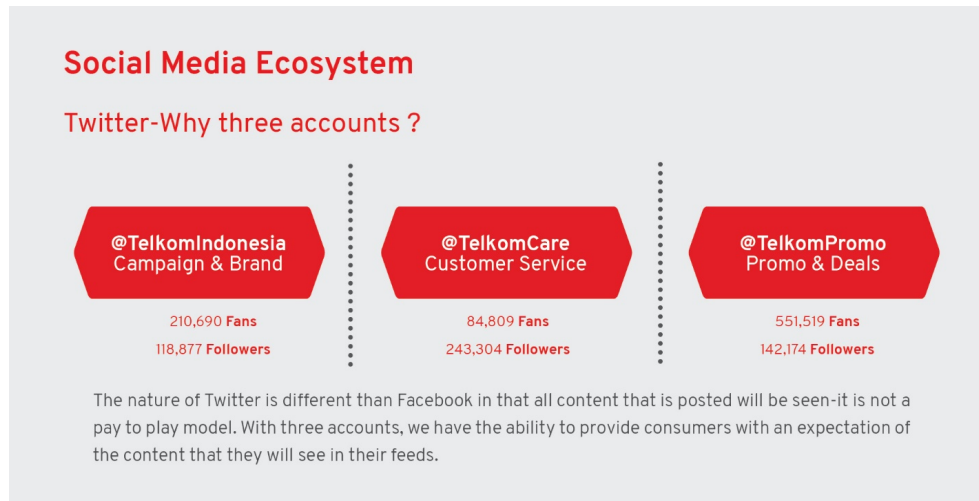 Social Media Ecosystem
Twitter-Why three accounts ?
@TelkomIndonesia
Campaign & Brand
210,690 Fans
118,877 Followers
@TelkomCare
Customer Service
84,809 Fans
243,304 Followers
@TelkomPromo
Promo & Deals
551,519 Fans
142,174 Followers
The nature of Twitter is different than Facebook in that all content that is posted will be seen-it is not a
pay to play model. With three accounts, we have the ability to provide consumers with an expectation of
the content that they will see in their feeds.